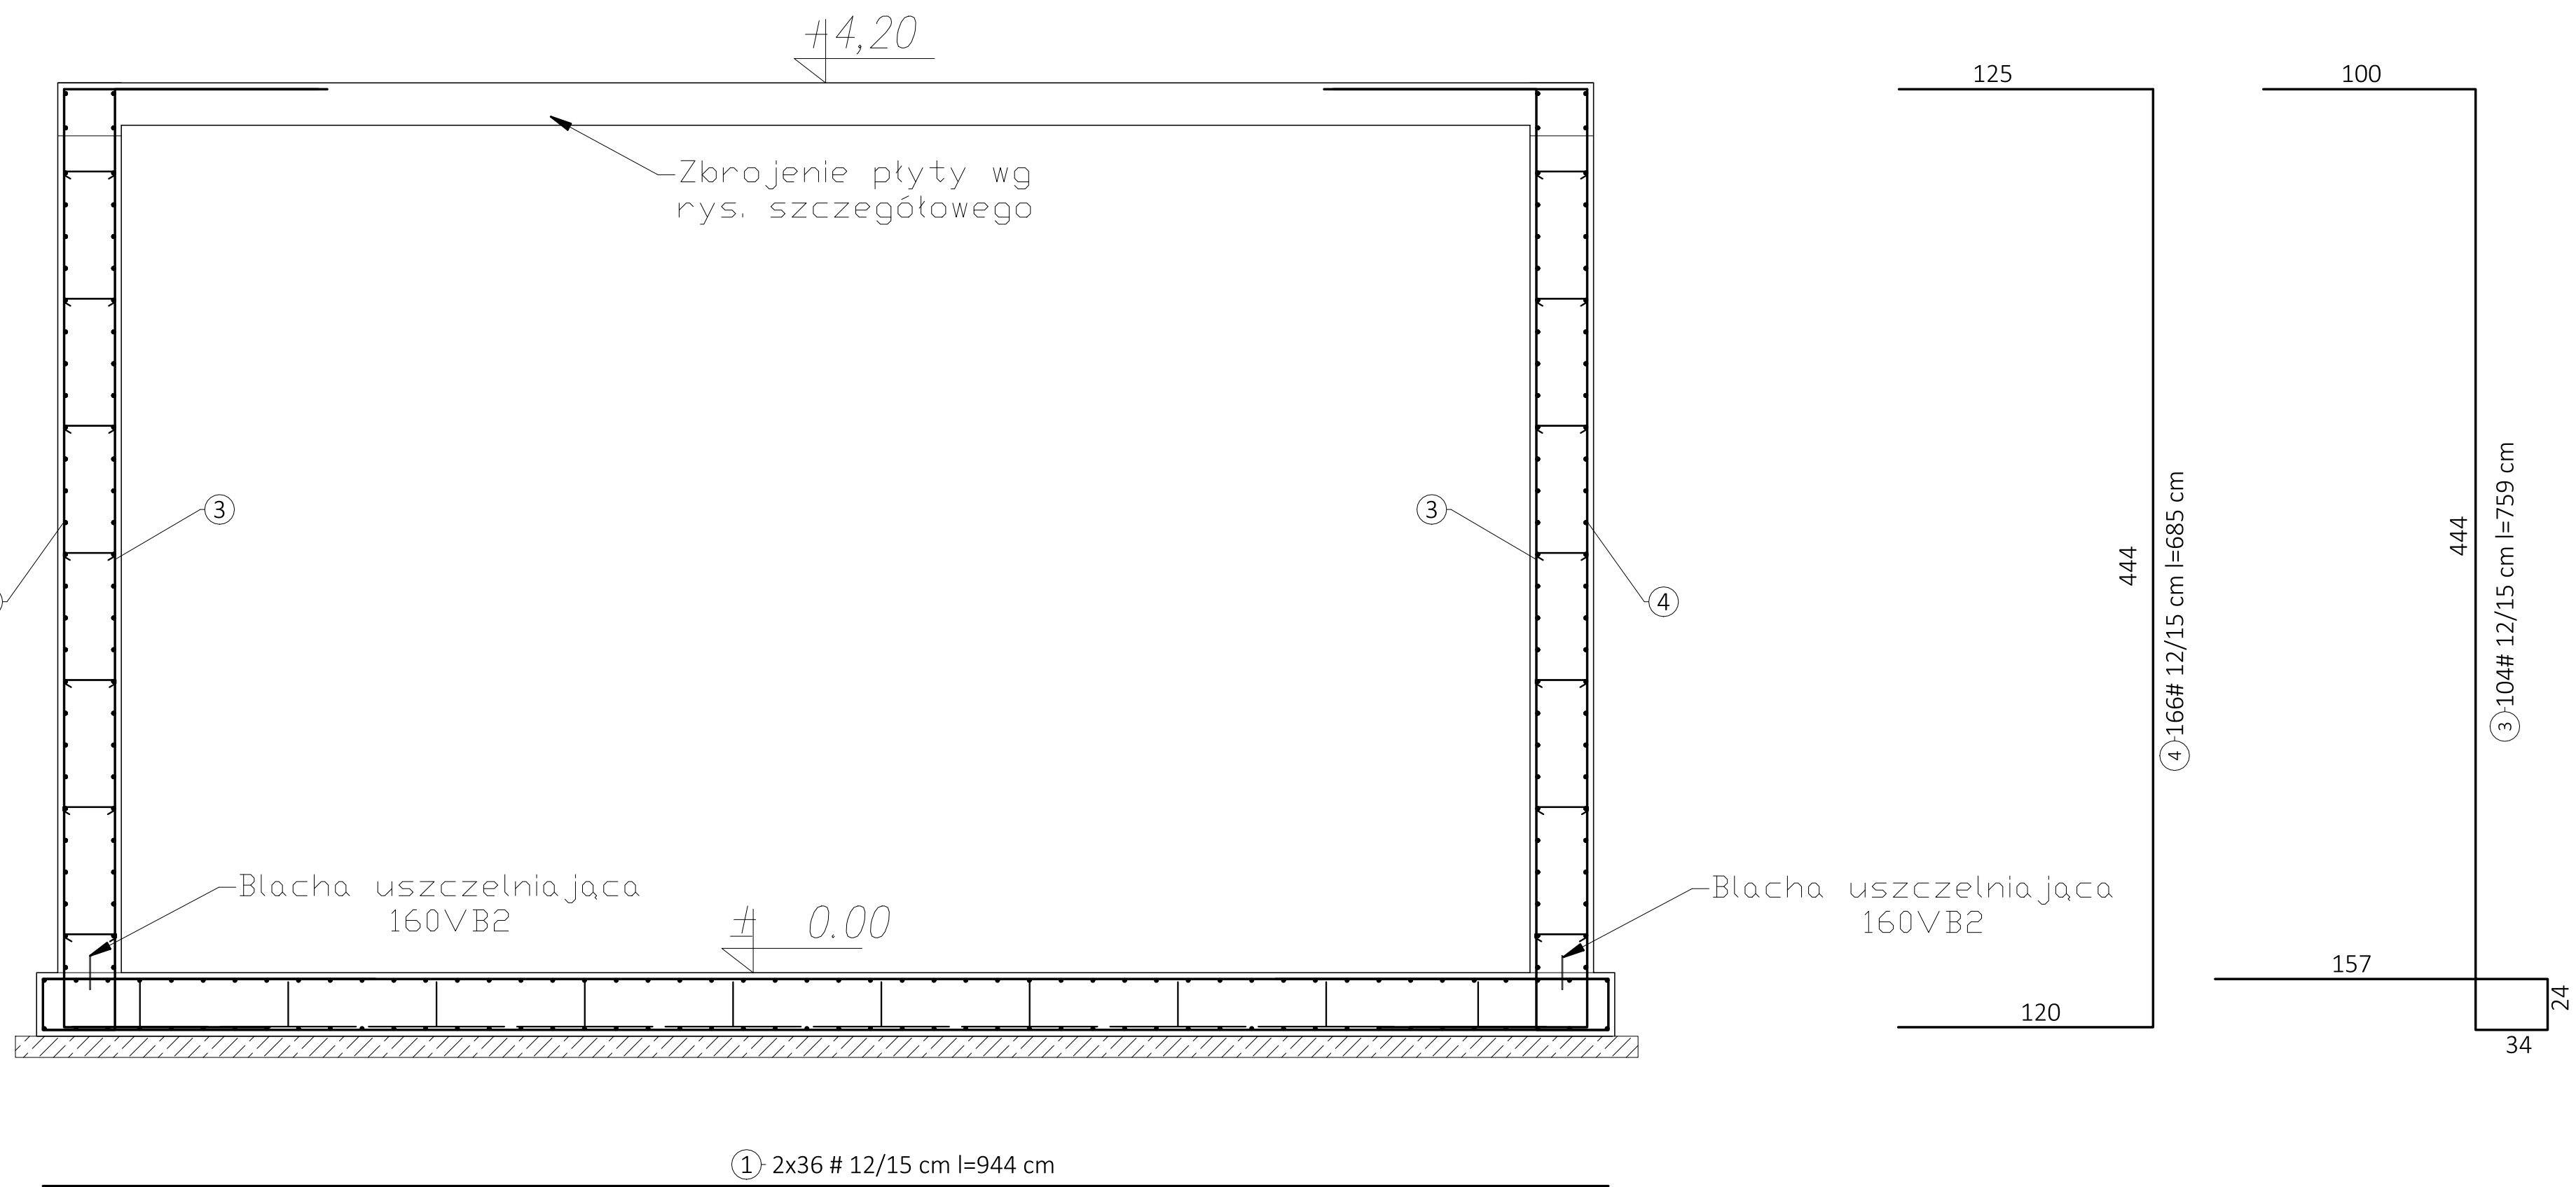 +4,20
125
100
Zbrojenie płyty wg
rys. szczegółowego
3
3
4
444
4 166# 12/15 cm l=685 cm
444
3 104# 12/15 cm l=759 cm
Blacha uszczelniająca
160VB2
± 0.00
Blacha uszczelniająca
160VB2
157
24
120
34
1 2x36 # 12/15 cm l=944 cm